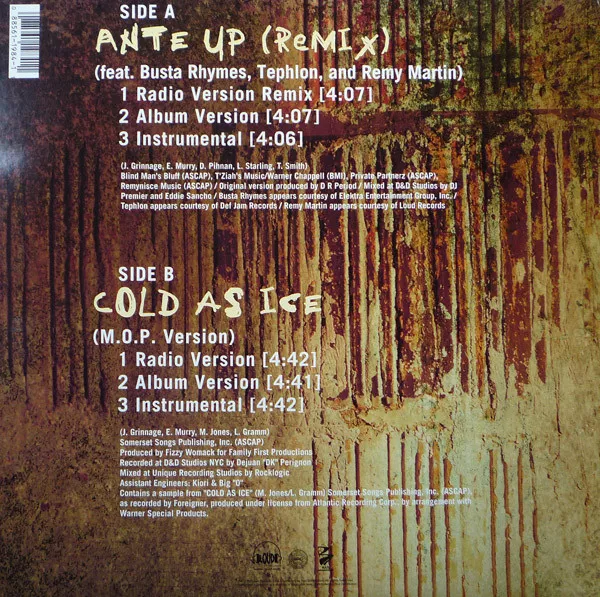 SIDE A
ANTE UP (ReMIX)
(feat. Busta Rhymes, Tephlon, and Remy Martin)
1 Radio Version Remix [4:07]
2 Album Version [4:07]
3 Instrumental [4:06]
(J. Grinnage, E. Murry, D. Pihnan, L. Starling, T. Smith)
Blind Man's Bluff (ASCAP), T'Ziah's Music/Warner Chappell (BMI), Private Partnerz (ASCAP),
Remynisce Music (ASCAP) / Original version produced by D R Period / Mixed at D&D Studios by DJ
Premier and Eddie Sancho / Busta Rhymes appears courtesy of Elektra Entertainment Group, Inc. /
Tephlon appears courtesy of Def Jam Records / Remy Martin appears courtesy of Loud Records
SIDE B
COLD AS ICE
(M.O.P. Version)
1 Radio Version [4:42]
2 Album Version [4:41]
3 Instrumental [4:42]
(J. Grinnage, E. Murry, M. Jones, L. Gramm)
Somerset Songs Publishing, Inc. (ASCAP)
Produced by Fizzy Womack for Family First Productions
Recorded at D&D Studios NYC by Dejuan "DK" Perignon
Mixed at Unique Recording Studios by Rocklogic
Assistant Engineers: Kiori & Big "D"
Contains a sample from "COLD AS ICE" (M. Jones/L. Gramm) Somerset Songs Publishing, Inc. (ASCAP),
as recorded by Foreigner, produced under license from Atlantic Recording Corp., by arrangement with
Warner Special Products.